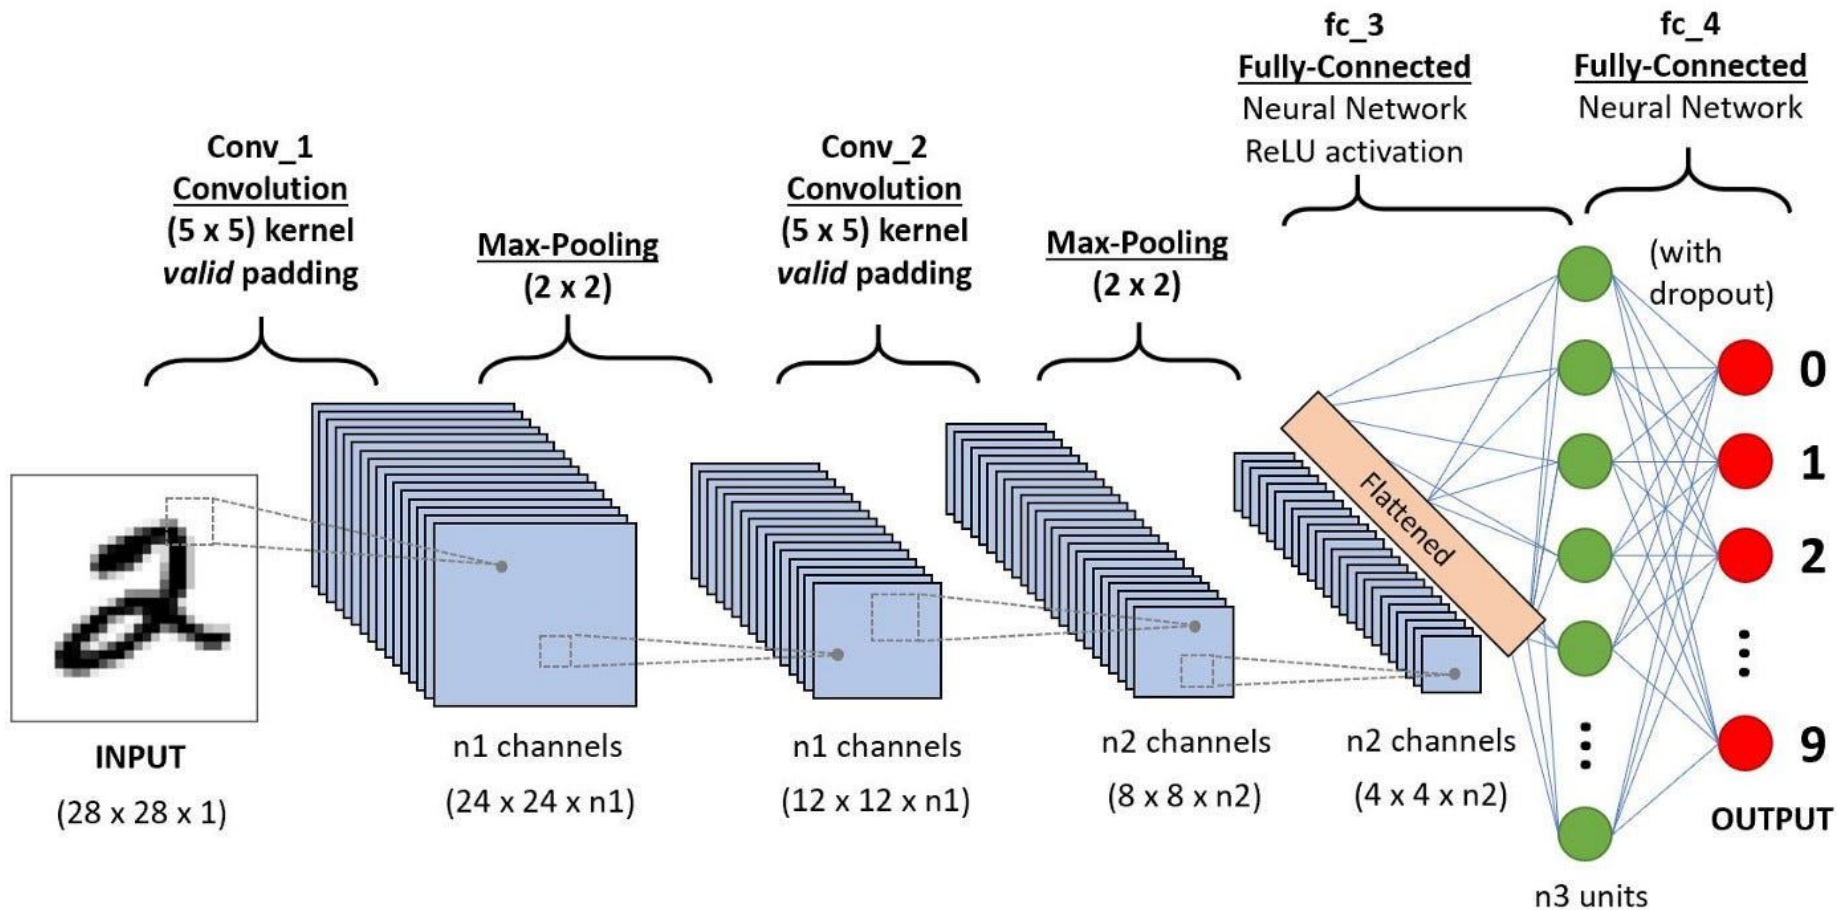 Conv_1
Convolution
(5 x 5) kernel
valid padding
Max-Pooling
(2 x 2)
Conv_2
Convolution
(5 x 5) kernel
valid padding
Max-Pooling
(2 x 2)
fc_3
Fully-Connected
Neural Network
ReLU activation
fc_4
Fully-Connected
Neural Network
(with
dropout)
Flattened
0
1
2
9
INPUT
(28 x 28 x 1)
n1 channels
(24 x 24 x n1)
n1 channels
(12 x 12 x n1)
n2 channels
(8 x 8 x n2)
n2 channels
(4 x 4 x n2)
n3 units
OUTPUT
2